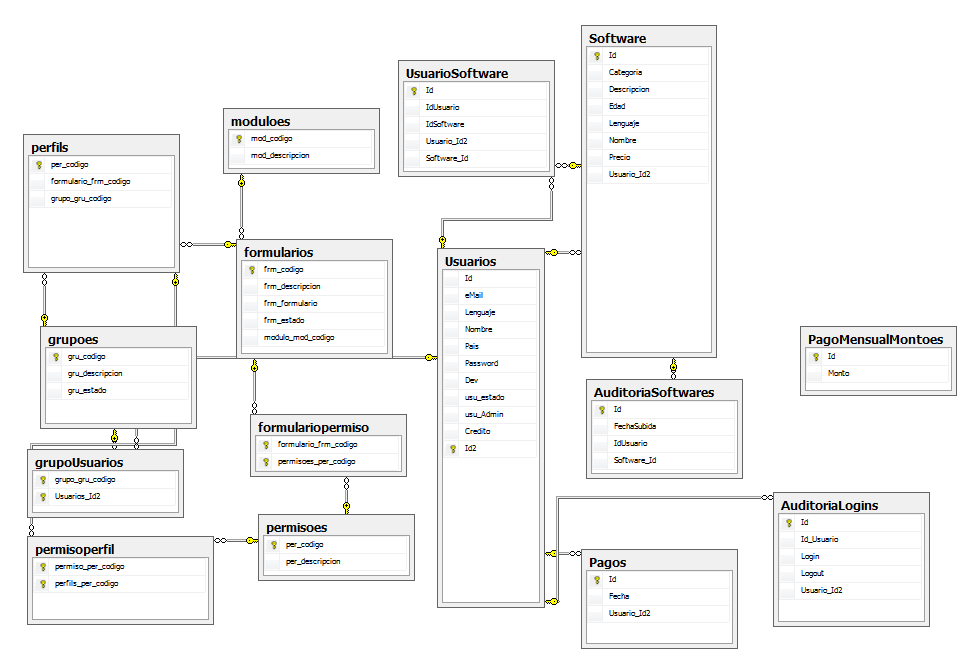 Software
Id
Categoria
Descripcion
Edad
Lenguaje
Nombre
Precio
Usuario_Id2
UsuarioSoftware
Id
IdUsuario
IdSoftware
Usuario_Id2
Software_Id
moduloes
mod_codigo
mod_descripcion
perfils
per_codigo
formulario_frm_codigo
grupo_gru_codigo
formularios
frm_codigo
frm_descripcion
frm_formulario
frm_estado
modulo_mod_codigo
Usuarios
Id
eMail
Lenguaje
Nombre
Pais
Password
Dev
usu_estado
usu_Admin
Credito
Id2
grupoes
gru_codigo
gru_descripcion
gru_estado
PagoMensualMontoes
Id
Monto
AuditoriaSoftwares
Id
FechaSubida
IdUsuario
Software_Id
formulariopermiso
formulario_frm_codigo
permisoes_per_codigo
grupoUsuarios
grupo_gru_codigo
Usuarios_Id2
AuditoriaLogins
Id
Id_Usuario
Login
Logout
Usuario_Id2
permisoes
per_codigo
per_descripcion
permisoperfil
permiso_per_codigo
perfils_per_codigo
Pagos
Id
Fecha
Usuario_Id2